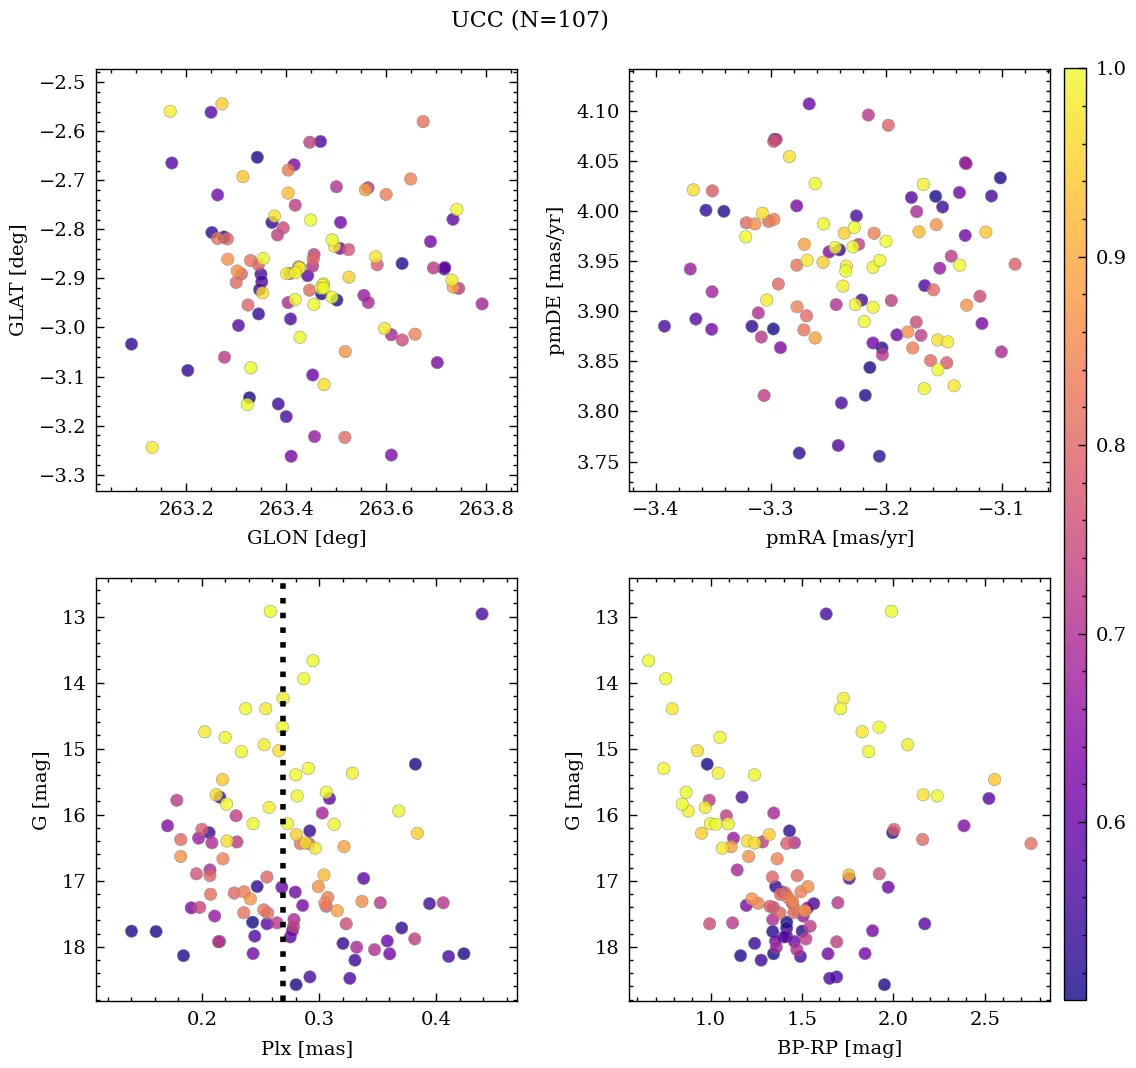 UCC (N=107)
−2.5
−2.6
−2.7
−2.8
−2.9
−3.0
−3.1
−3.2
−3.3
GLAT [deg]
263.2 263.4 263.6 263.8
GLON [deg]
4.10
4.05
4.00
3.95
3.90
3.85
3.80
3.75
pmDE [mas/yr]
−3.4 −3.3 −3.2 −3.1
pmRA [mas/yr]
1.0
0.9
0.8
0.7
0.6
13
14
15
16
17
18
G [mag]
0.2 0.3 0.4
Plx [mas]
13
14
15
16
17
18
G [mag]
1.0 1.5 2.0 2.5
BP-RP [mag]